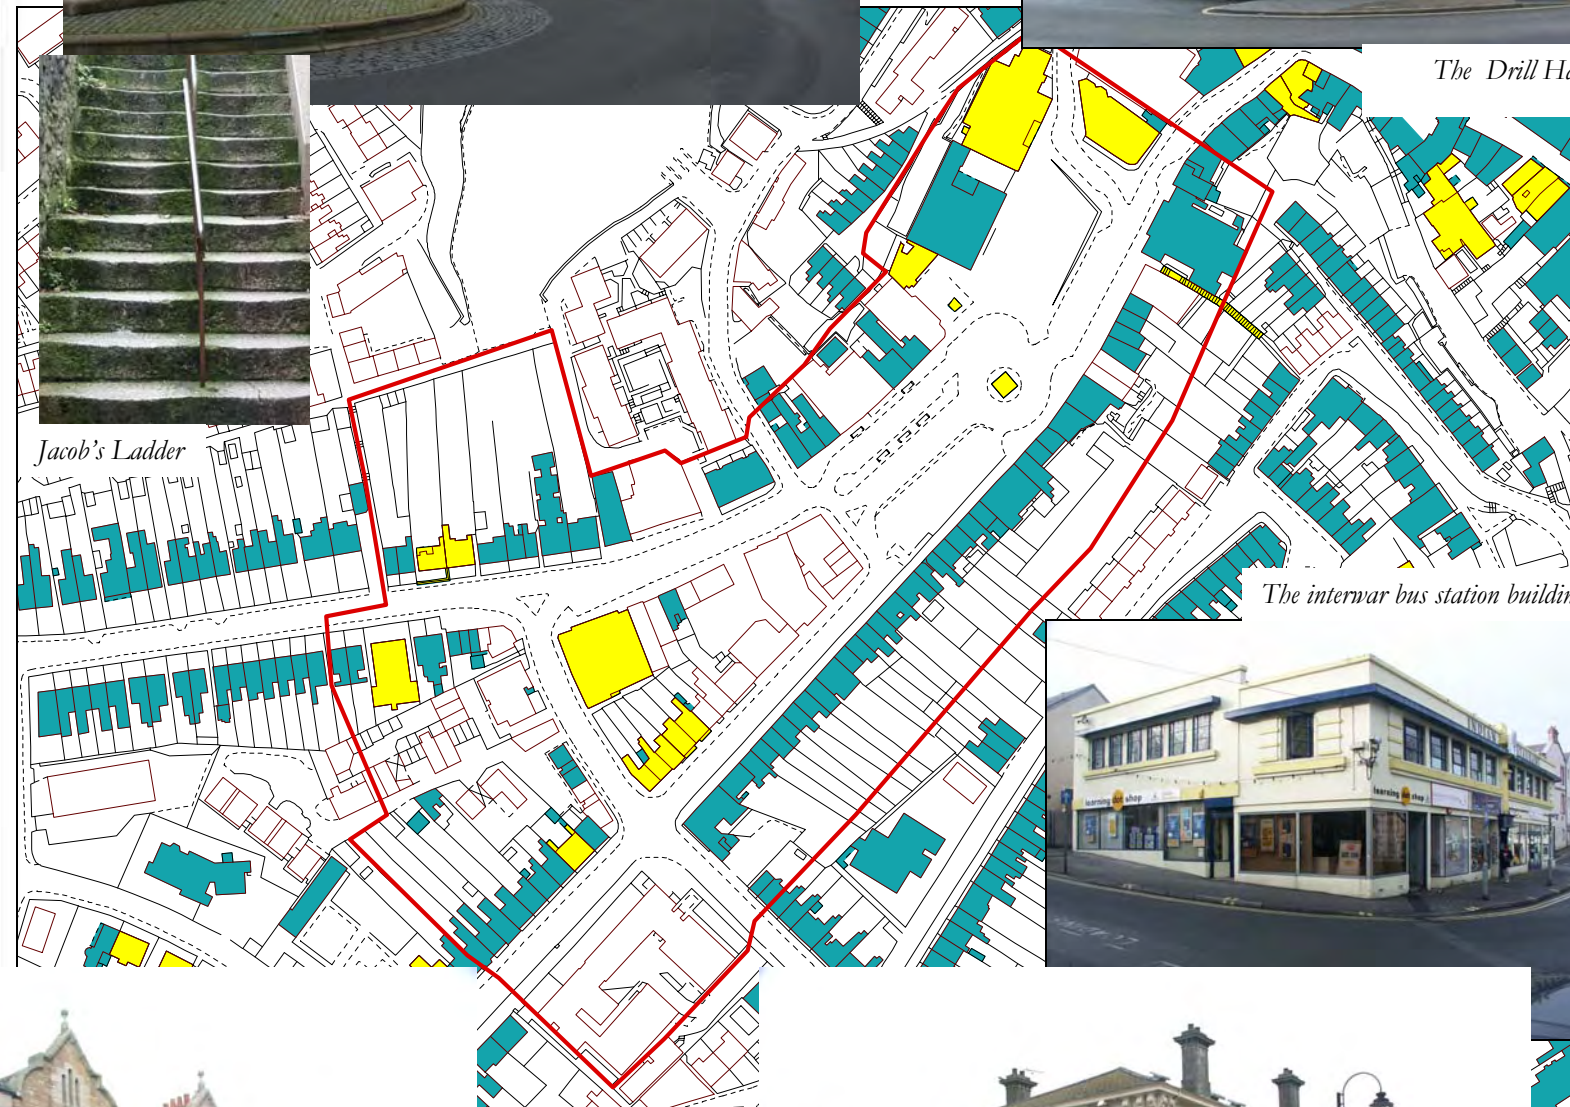 The Drill Ha
Jacob's Ladder
The interwar bus station buildin
learning shop
learning shop